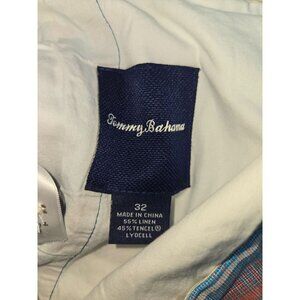 Tommy Bahama
32
MADE IN CHINA
55% LINEN
45% TENCEL®
LYOCELL